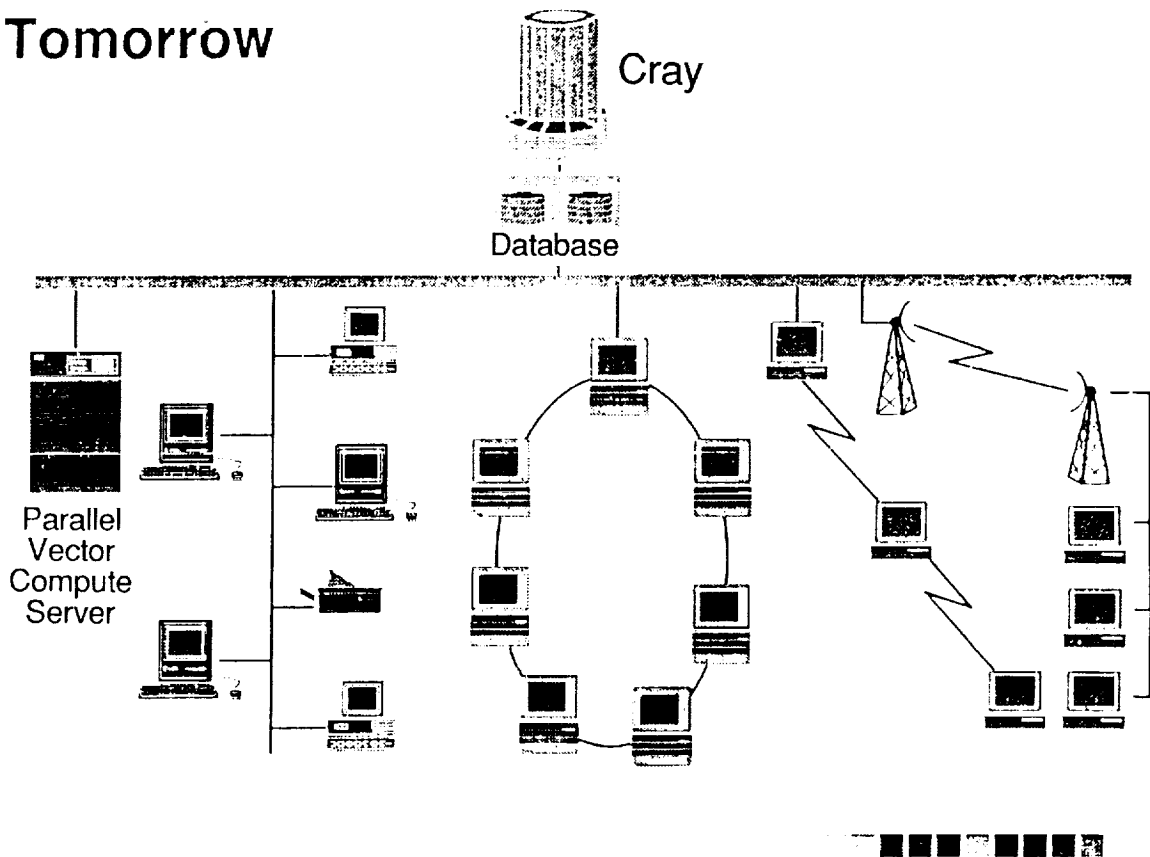 Tomorrow
Cray
Database
Parallel
Vector
Compute
Server